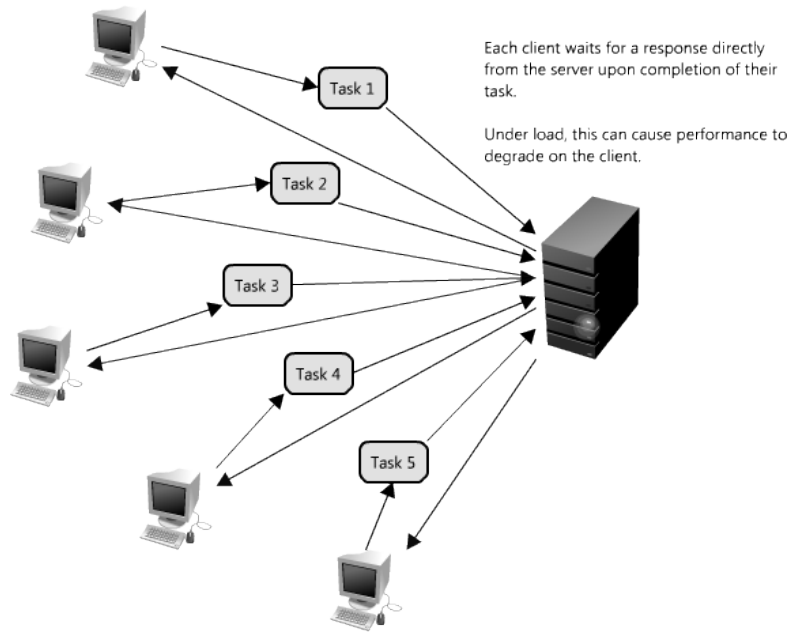 Each client waits for a response directly
from the server upon completion of their
task.
Under load, this can cause performance to
degrade on the client.
Task 1
Task 2
Task 3
Task 4
Task 5